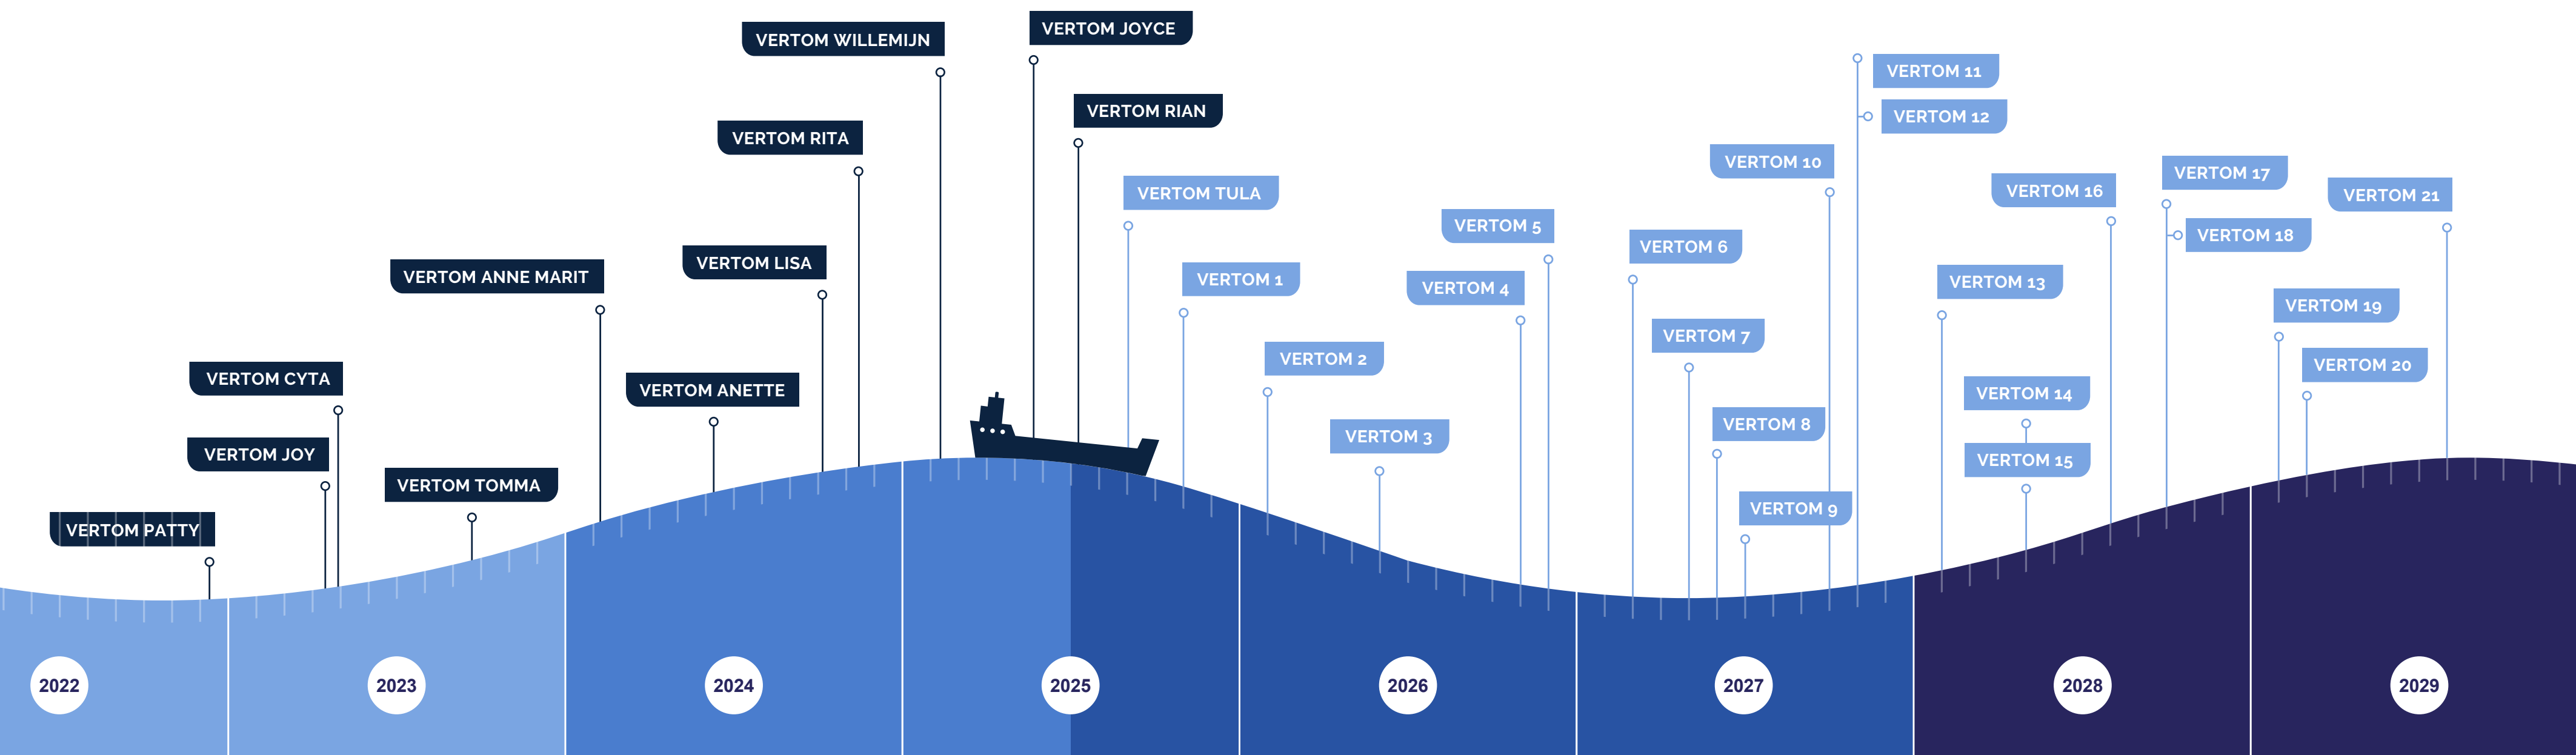 VERTOM PATTY
VERTOM JOY
VERTOM CYTA
VERTOM TOMMA
VERTOM ANNE MARIT
VERTOM ANETTE
VERTOM LISA
VERTOM RITA
VERTOM WILLEMIJN
VERTOM JOYCE
VERTOM RIAN
VERTOM TULA
VERTOM 1
VERTOM 2
VERTOM 3
VERTOM 4
VERTOM 5
VERTOM 6
VERTOM 7
VERTOM 8
VERTOM 9
VERTOM 10
VERTOM 11
VERTOM 12
VERTOM 13
VERTOM 14
VERTOM 15
VERTOM 16
VERTOM 17
VERTOM 18
VERTOM 19
VERTOM 20
VERTOM 21
2022
2023
2024
2025
2026
2027
2028
2029